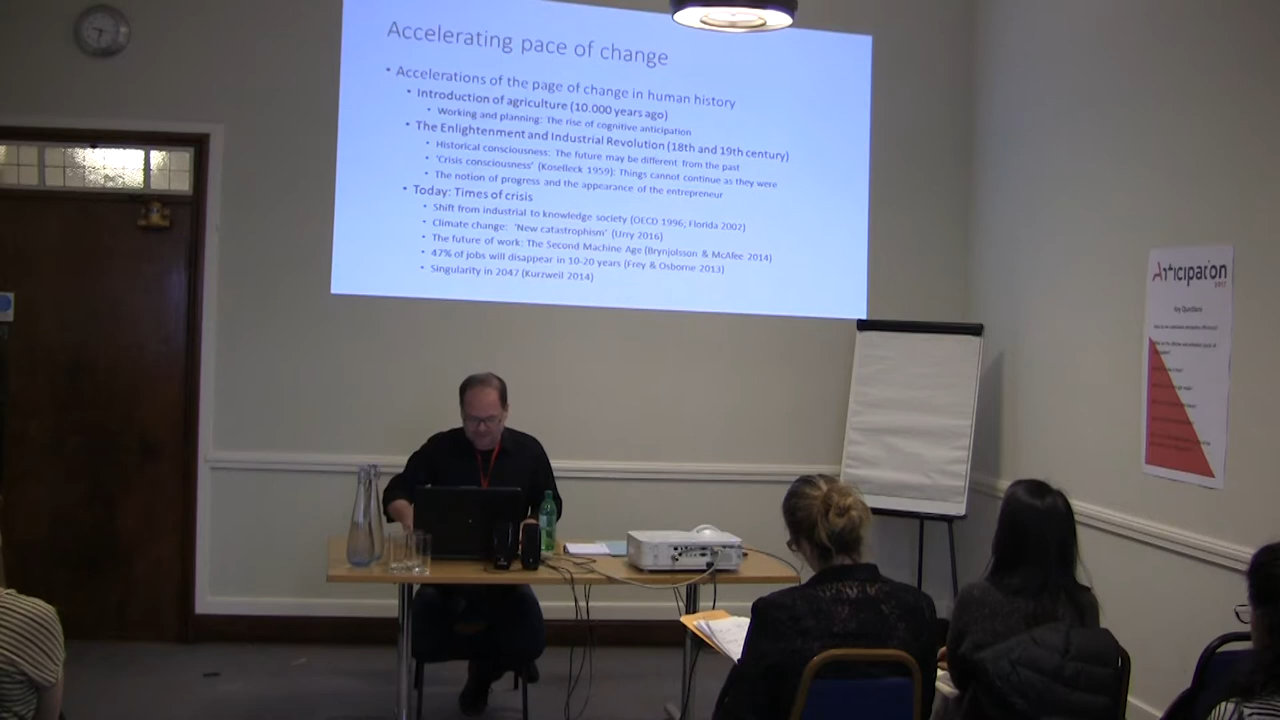 Accelerating pace of change
• Accelerations of the page of change in human history
• Introduction of agriculture (10.000 years ago)
• Working and planning: The rise of cognitive anticipation
• The Enlightenment and Industrial Revolution (18th and 19th century)
• Historical consciousness: The future may be different from the past
• 'Crisis consciousness' (Koselleck 1959): Things cannot continue as they were
• The notion of progress and the appearance of the entrepreneur
• Today: Times of crisis
• Shift from industrial to knowledge society (OECD 1996; Florida 2002)
• Climate change: 'New catastrophism' (Urry 2016)
• The future of work: The Second Machine Age (Brynjolsson & McAfee 2014)
• 47% of jobs will disappear in 10-20 years (Frey & Osborne 2013)
• Singularity in 2047 (Kurzweil 2014)
Anticipation
2017
Key Questions